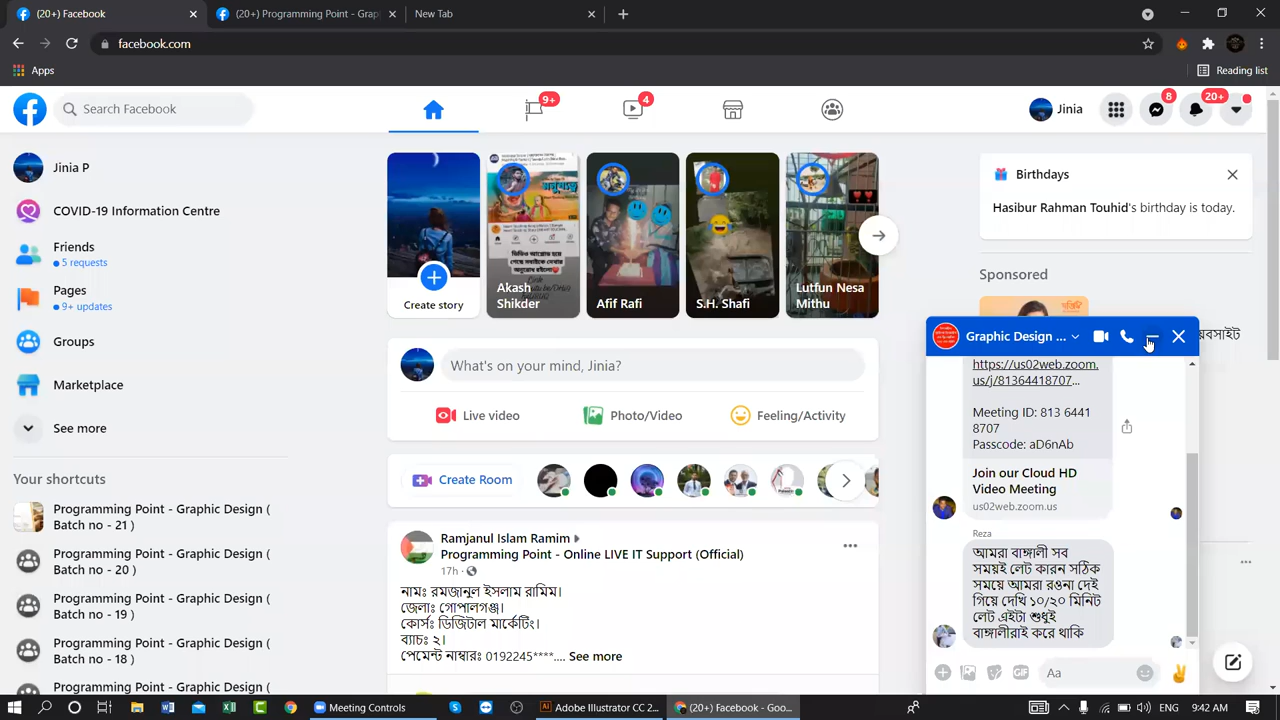 (20+) Facebook
(20+) Programming Point - Grap
New Tab
facebook.com
Apps
Reading list
Search Facebook
9+
4
Jinia
8
20+
Jinia P
COVID-19 Information Centre
Friends
5 requests
Pages
9+ updates
Groups
Marketplace
See more
Your shortcuts
Programming Point - Graphic Design (
Batch no - 21 )
Programming Point - Graphic Design (
Batch no - 20 )
Programming Point - Graphic Design (
Batch no - 19 )
Programming Point - Graphic Design (
Batch no - 18 )
Programming Point - Graphic Design (
Create story
Akash
Shikder
Afif Rafi
S.H. Shafi
Lutfun Nesa
Mithu
What's on your mind, Jinia?
Live video
Photo/Video
Feeling/Activity
Create Room
Ramjanul Islam Ramim
Programming Point - Online LIVE IT Support (Official)
17h
নামঃ রমজানুল ইসলাম রামিম।
জেলাঃ গোপালগঞ্জ।
কোর্সঃ ডিজিটাল মার্কেটিং।
ব্যাচঃ ২।
পেমেন্ট নাম্বারঃ 0192245****.... See more
Birthdays
Hasibur Rahman Touhid's birthday is today.
Sponsored
Graphic Design ...
https://us02web.zoom.
us/j/81364418707...
Meeting ID: 813 6441
8707
Passcode: aD6nAb
Join our Cloud HD
Video Meeting
us02web.zoom.us
Reza
আমরা বাঙ্গালী সব
সময়ই লেট কারন সঠিক
সময়ে আমরা রওনা দেই
গিয়ে দেখি ১০/২০ মিনিট
লেট এইটা শুধুই
বাঙ্গালীরাই করে থাকি
GIF
Aa
Meeting Controls
Adobe Illustrator CC 2...
(20+) Facebook - Goo...
9:42 AM